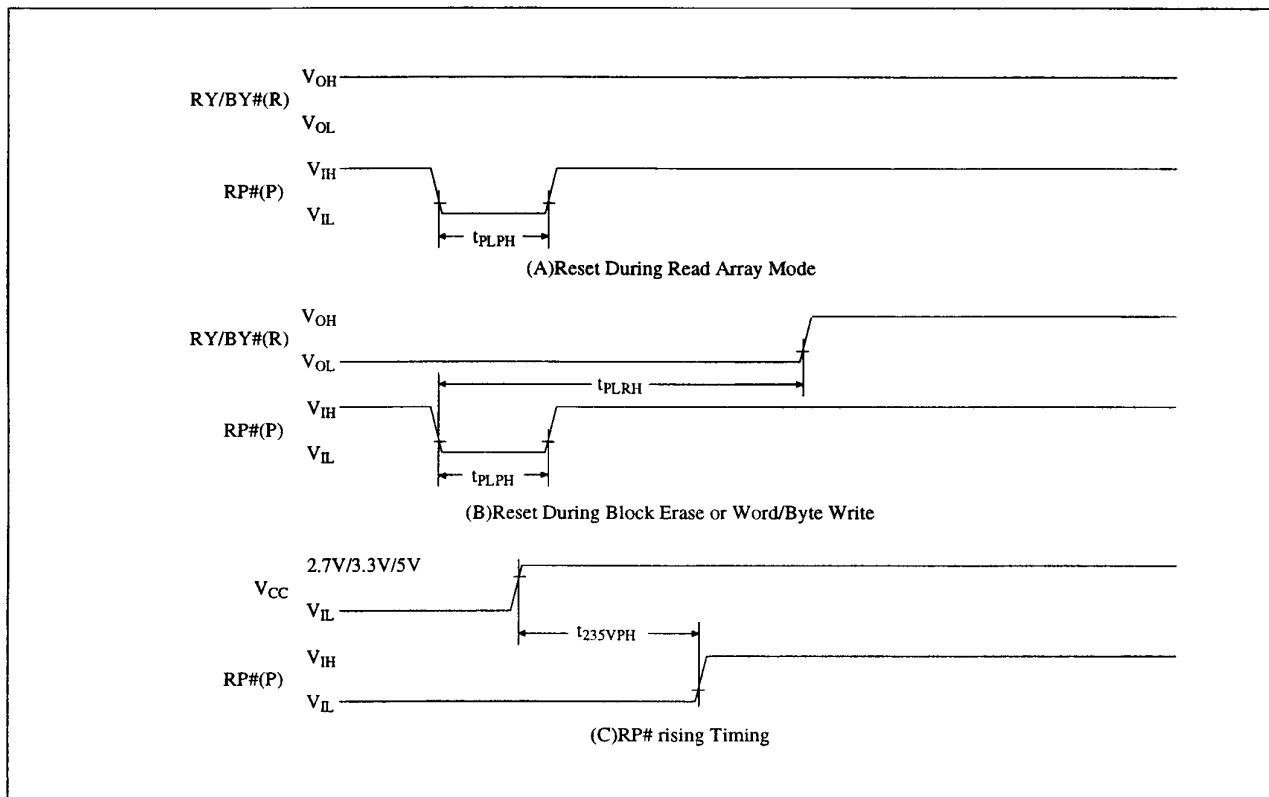 V_OH
RY/BY#(R)
V_OL
V_IH
RP#(P)
V_IL
t_PLPH
(A)Reset During Read Array Mode
V_OH
RY/BY#(R)
V_OL
t_PLRH
V_IH
RP#(P)
V_IL
t_PLPH
(B)Reset During Block Erase or Word/Byte Write
2.7V/3.3V/5V
V_CC
V_IL
t_235VPH
V_IH
RP#(P)
V_IL
(C)RP# rising Timing